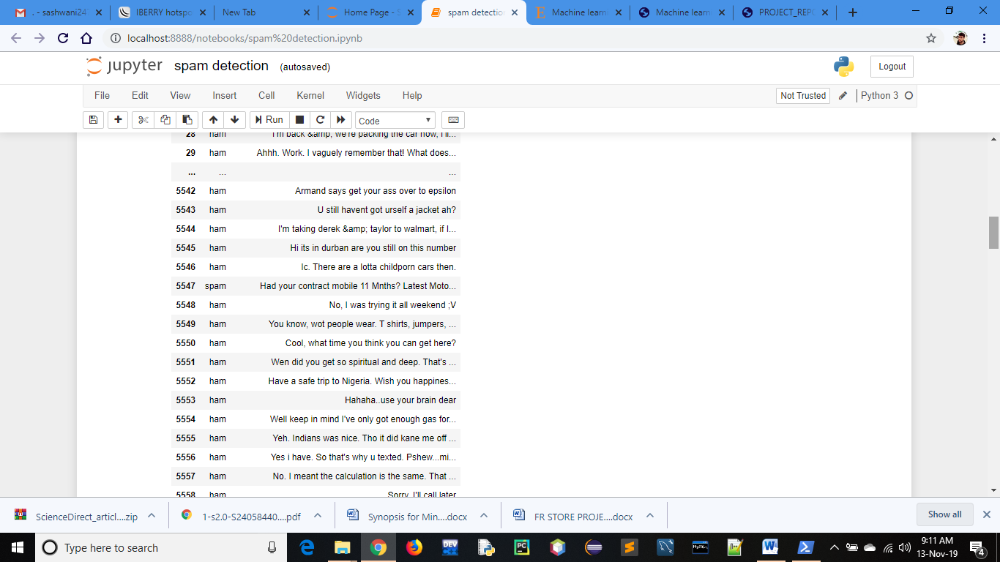 . - sashwani24
IBERRY hotspo
New Tab
Home Page - S
spam detection
Machine learni
Machine learni
PROJECT_REPO
localhost:8888/notebooks/spam%20detection.ipynb
jupyter spam detection (autosaved)
Logout
File Edit View Insert Cell Kernel Widgets Help
Not Trusted Python 3
Run Code
28 ham I'm back &amp; we're packing the car now, I'll...
29 ham Ahhh. Work. I vaguely remember that! What does...
... ... ...
5542 ham Armand says get your ass over to epsilon
5543 ham U still havent got urself a jacket ah?
5544 ham I'm taking derek &amp; taylor to walmart, if I...
5545 ham Hi its in durban are you still on this number
5546 ham Ic. There are a lotta childporn cars then.
5547 spam Had your contract mobile 11 Mnths? Latest Moto...
5548 ham No, I was trying it all weekend ;V
5549 ham You know, wot people wear. T shirts, jumpers, ...
5550 ham Cool, what time you think you can get here?
5551 ham Wen did you get so spiritual and deep. That's ...
5552 ham Have a safe trip to Nigeria. Wish you happines...
5553 ham Hahaha..use your brain dear
5554 ham Well keep in mind I've only got enough gas for...
5555 ham Yeh. Indians was nice. Tho it did kane me off ...
5556 ham Yes i have. So that's why u texted. Pshew...mi...
5557 ham No. I meant the calculation is the same. That ...
5558 ham Sorry, I'll call later
ScienceDirect_articl....zip
1-s2.0-S24058440....pdf
Synopsis for Min....docx
FR STORE PROJE....docx
Show all
Type here to search
DEV
PC
MySQL
9:11 AM
13-Nov-19
4